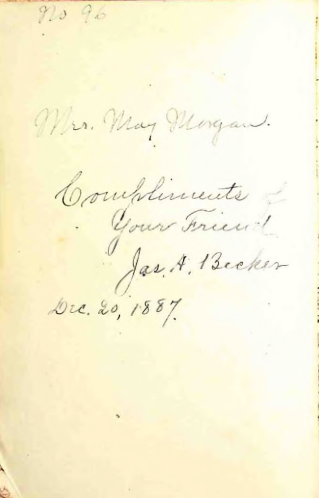 No 96
Mrs. May Morgan.
Compliments of
Your Friend
Jas. A. Becker
Dec. 20, 1887.